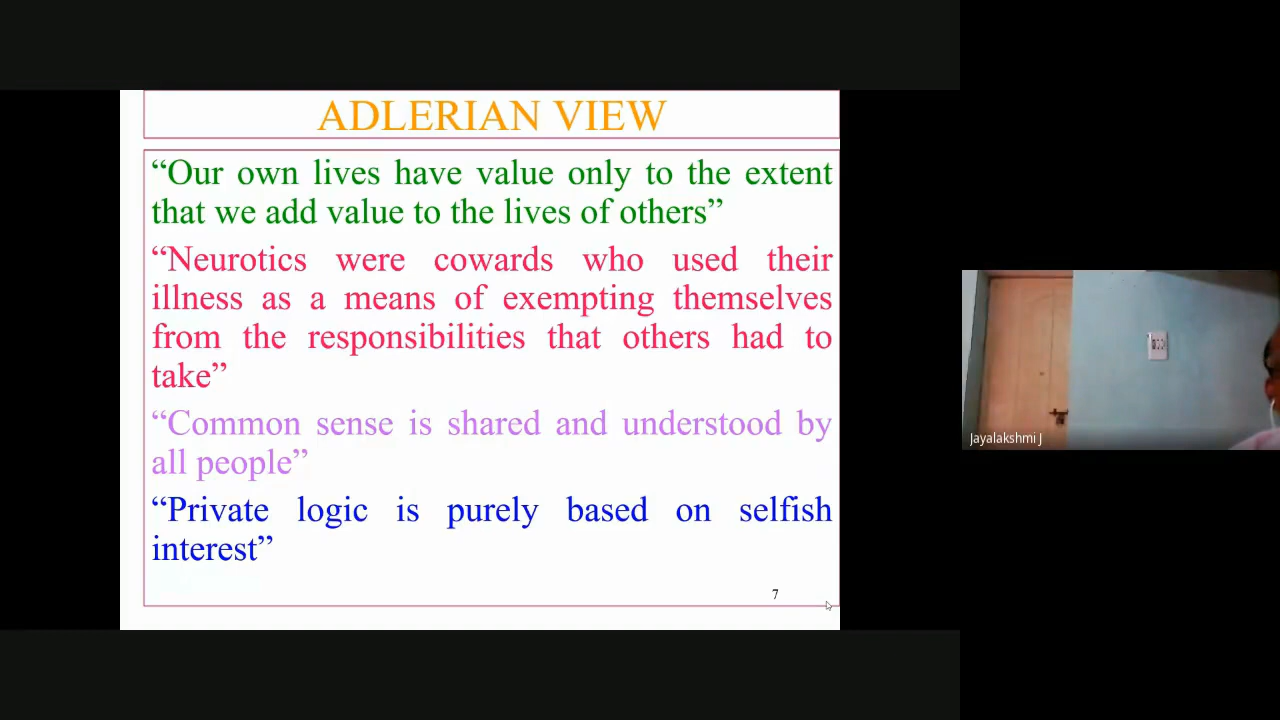 ADLERIAN VIEW
“Our own lives have value only to the extent
that we add value to the lives of others”
“Neurotics were cowards who used their
illness as a means of exempting themselves
from the responsibilities that others had to
take”
“Common sense is shared and understood by
all people”
“Private logic is purely based on selfish
interest”
7
Jayalakshmi J